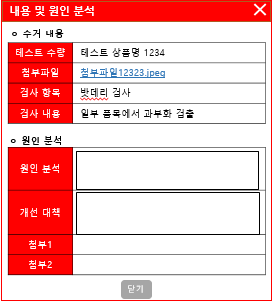 내용 및 원인 분석
수거 내용
테스트 수량 테스트 상품명 1234
첨부파일 첨부파일12323.jpeg
검사 항목 밧데리 검사
검사 내용 일부 품목에서 과부화 검출
원인 분석
원인 분석
개선 대책
첨부1
첨부2
닫기